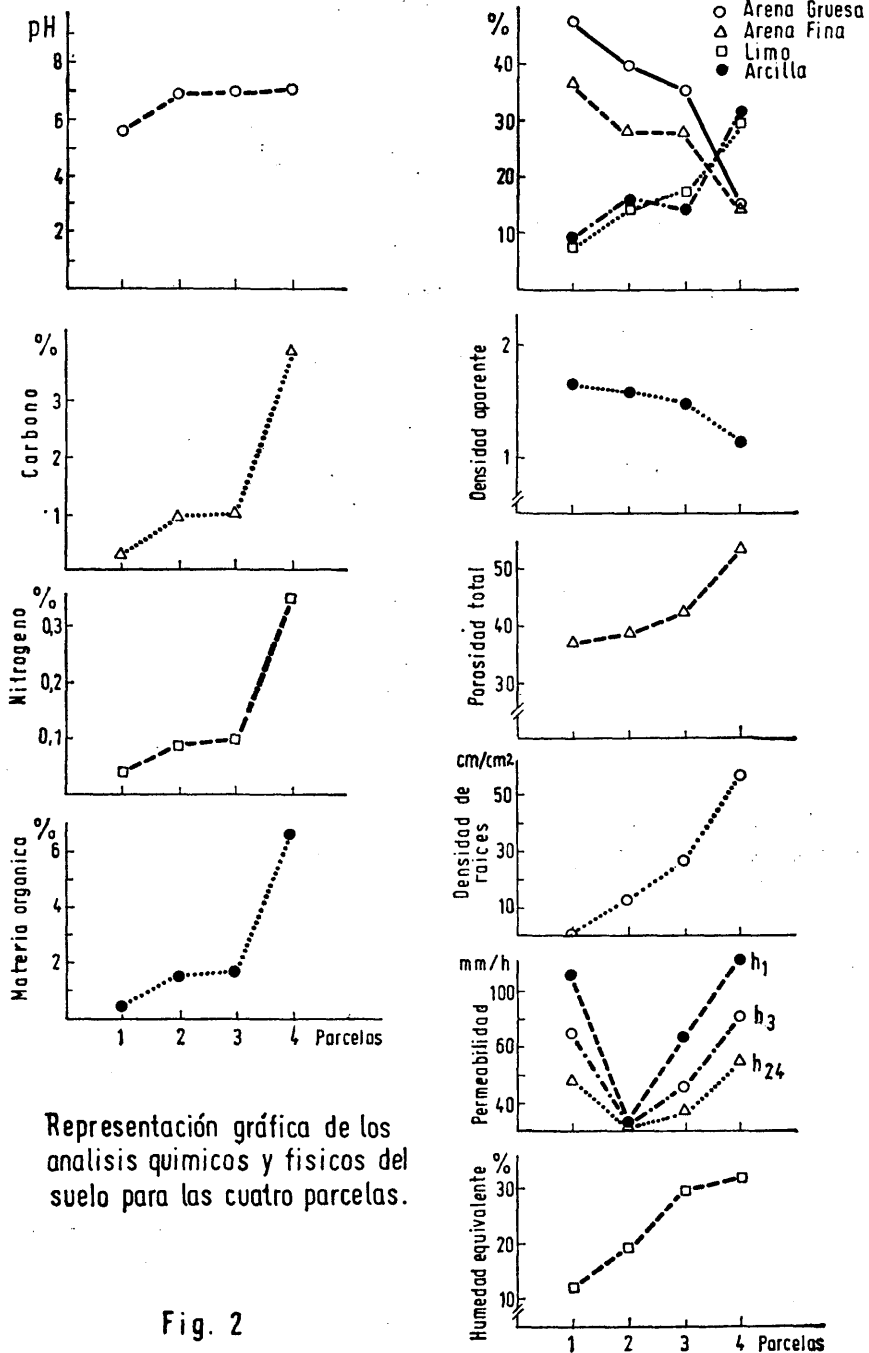 pH
8
6
4
2
%
Carbono
3
2
1
%
Nitrogeno
0,3
0,2
0,1
%
Materia organica
6
4
2
1 2 3 4 Parcelas
Representación gráfica de los
analisis quimicos y fisicos del
suelo para las cuatro parcelas.
Fig. 2
Arena Gruesa
Arena Fina
Limo
Arcilla
%
40
30
20
10
Densidad aparente
2
1
Porosidad total
50
40
30
cm/cm2
Densidad de
raices
50
30
10
mm/h
Permeabilidad
100
60
40
h1
h3
h24
%
Humedad equivalente
30
20
10
1 2 3 4 Parcelas